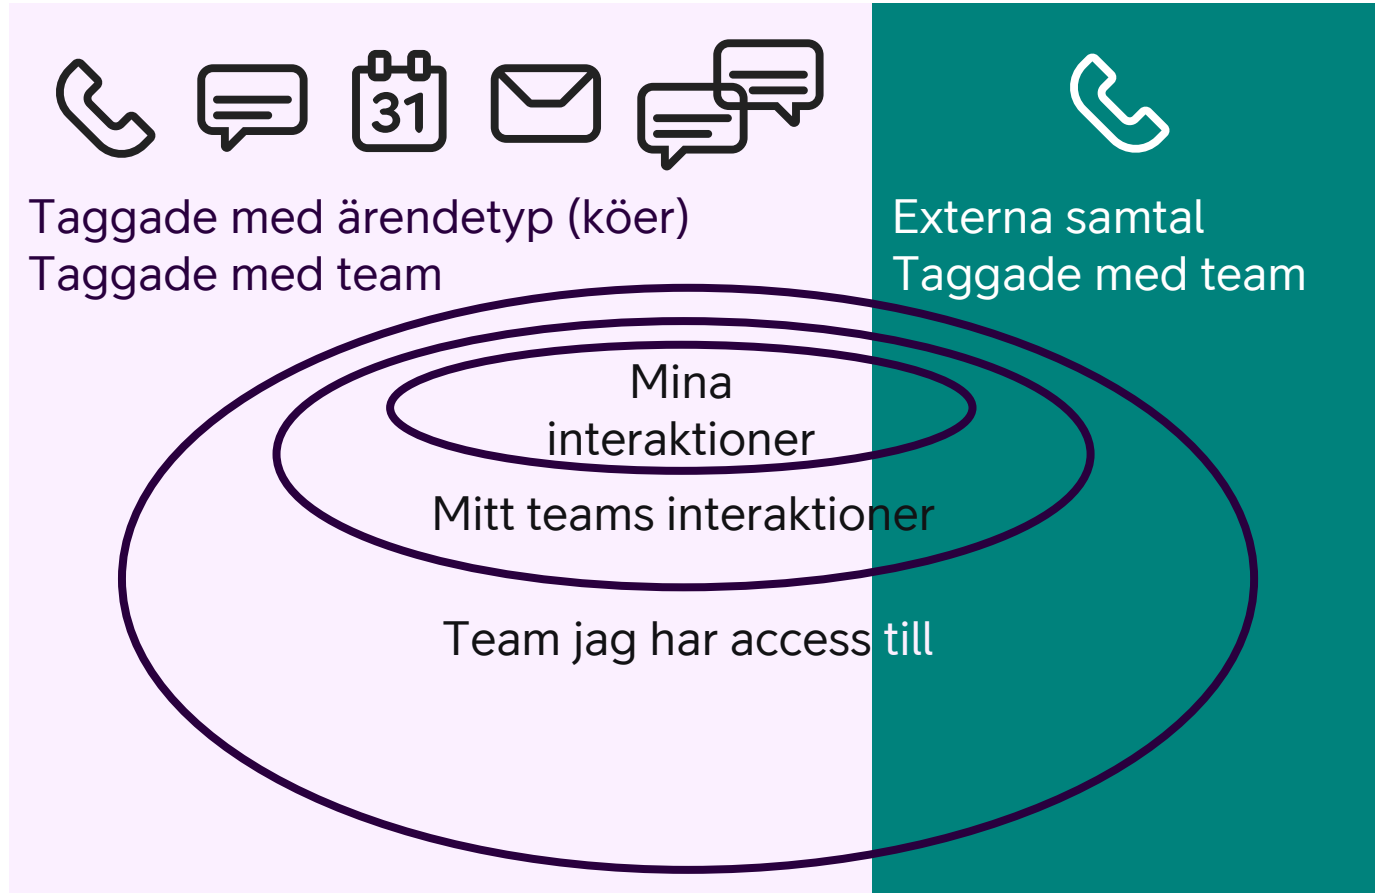 31
Taggade med ärendetyp (köer)
Taggade med team
Externa samtal
Taggade med team
Mina
interaktioner
Mitt teams interaktioner
Team jag har access till